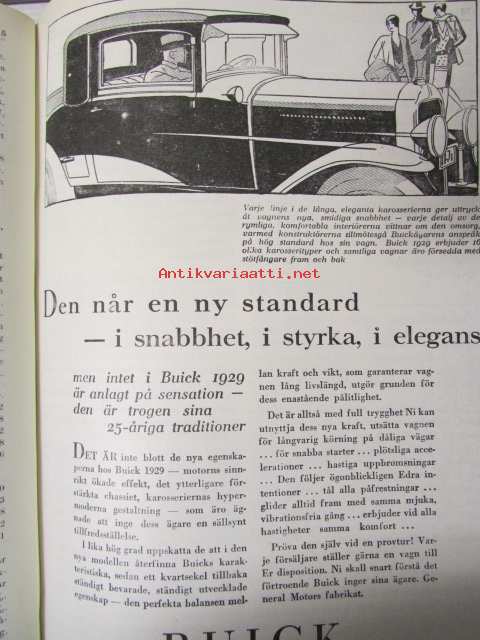 Varje linje i de långa, eleganta karosserierna ger uttryck
åt vagnens nya, smidiga snabbhet — varje detalj av de
rymliga, komfortabla interiörerna vittnar om den omsorg,
varmed konstruktörerna tillmötesgå Buickägarens anspråk
på hög standard hos sin vagn. Buick 1929 erbjuder 16
olika karosserityper och samtliga vagnar äro försedda med
stötfångare fram och bak
Antikvariaatti.net
Den når en ny standard
— i snabbhet, i styrka, i elegans
men intet i Buick 1929
är anlagt på sensation —
den är trogen sina
25-åriga traditioner
DET ÄR inte blott de nya egenska-
perna hos Buick 1929 — motorns sinn-
rikt ökade effekt, det ytterligare för-
stärkta chassiet, karosseriernas hyper-
moderna gestaltning — som äro äg-
nade att inge dess ägare en sällsynt
tillfredsställelse.
I lika hög grad uppskatta de att i den
nya modellen återfinna Buicks karak-
teristiska, sedan ett kvartsekel tillbaka
ständigt bevarade, ständigt utvecklade
egenskap — den perfekta balansen mel-
lan kraft och vikt, som garanterar vag-
nen lång livslängd, utgör grunden för
dess enastående pålitlighet.
Det är alltså med full trygghet Ni kan
utnyttja dess nya kraft, utsätta vagnen
för långvarig körning på dåliga vägar
... för snabba starter ... plötsliga acce-
lerationer ... hastiga uppbromsningar
... Den följer ögonblickligen Edra in-
tentioner ... tål alla påfrestningar ...
glider alltid fram med samma mjuka,
vibrationsfria gång ... erbjuder vid alla
hastigheter samma komfort ...
Pröva den själv vid en provtur! Var-
je försäljare ställer gärna en vagn till
Er disposition. Ni skall snart förstå det
förtroende Buick inger sina ägare. Ge-
neral Motors fabrikat.
BUICK